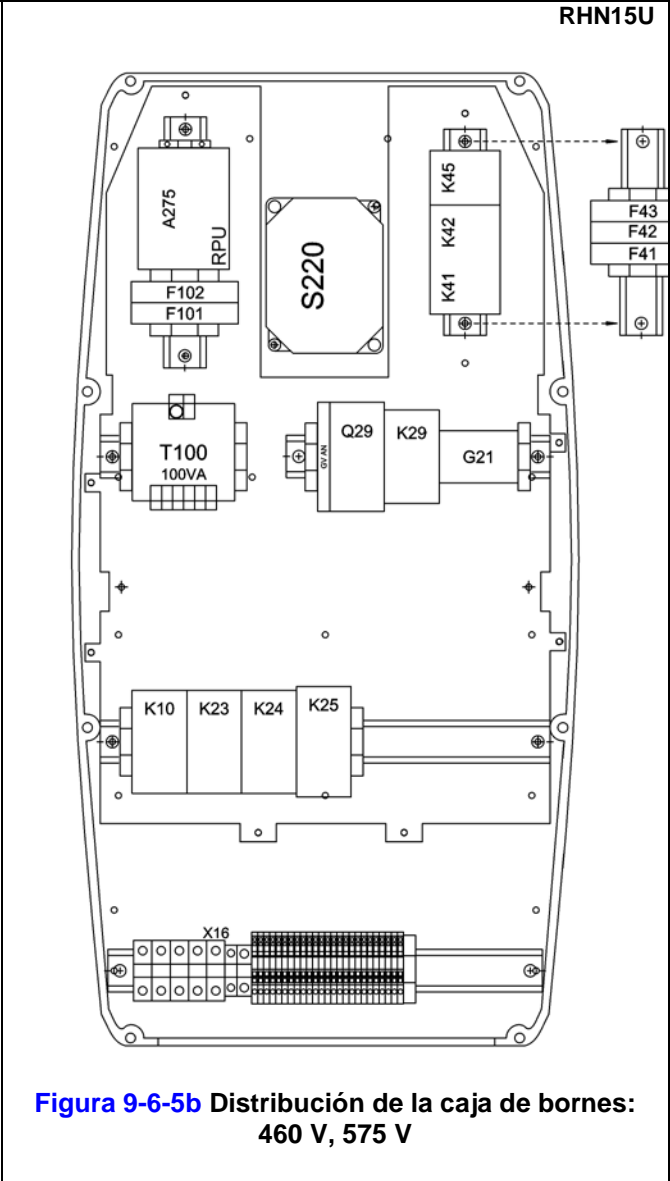 RHN15U
A275
RPU
F102
F101
S220
K45
K42
K41
F43
F42
F41
T100
100VA
GV AN
Q29
K29
G21
K10
K23
K24
K25
X16
Figura 9-6-5b Distribución de la caja de bornes:
460 V, 575 V